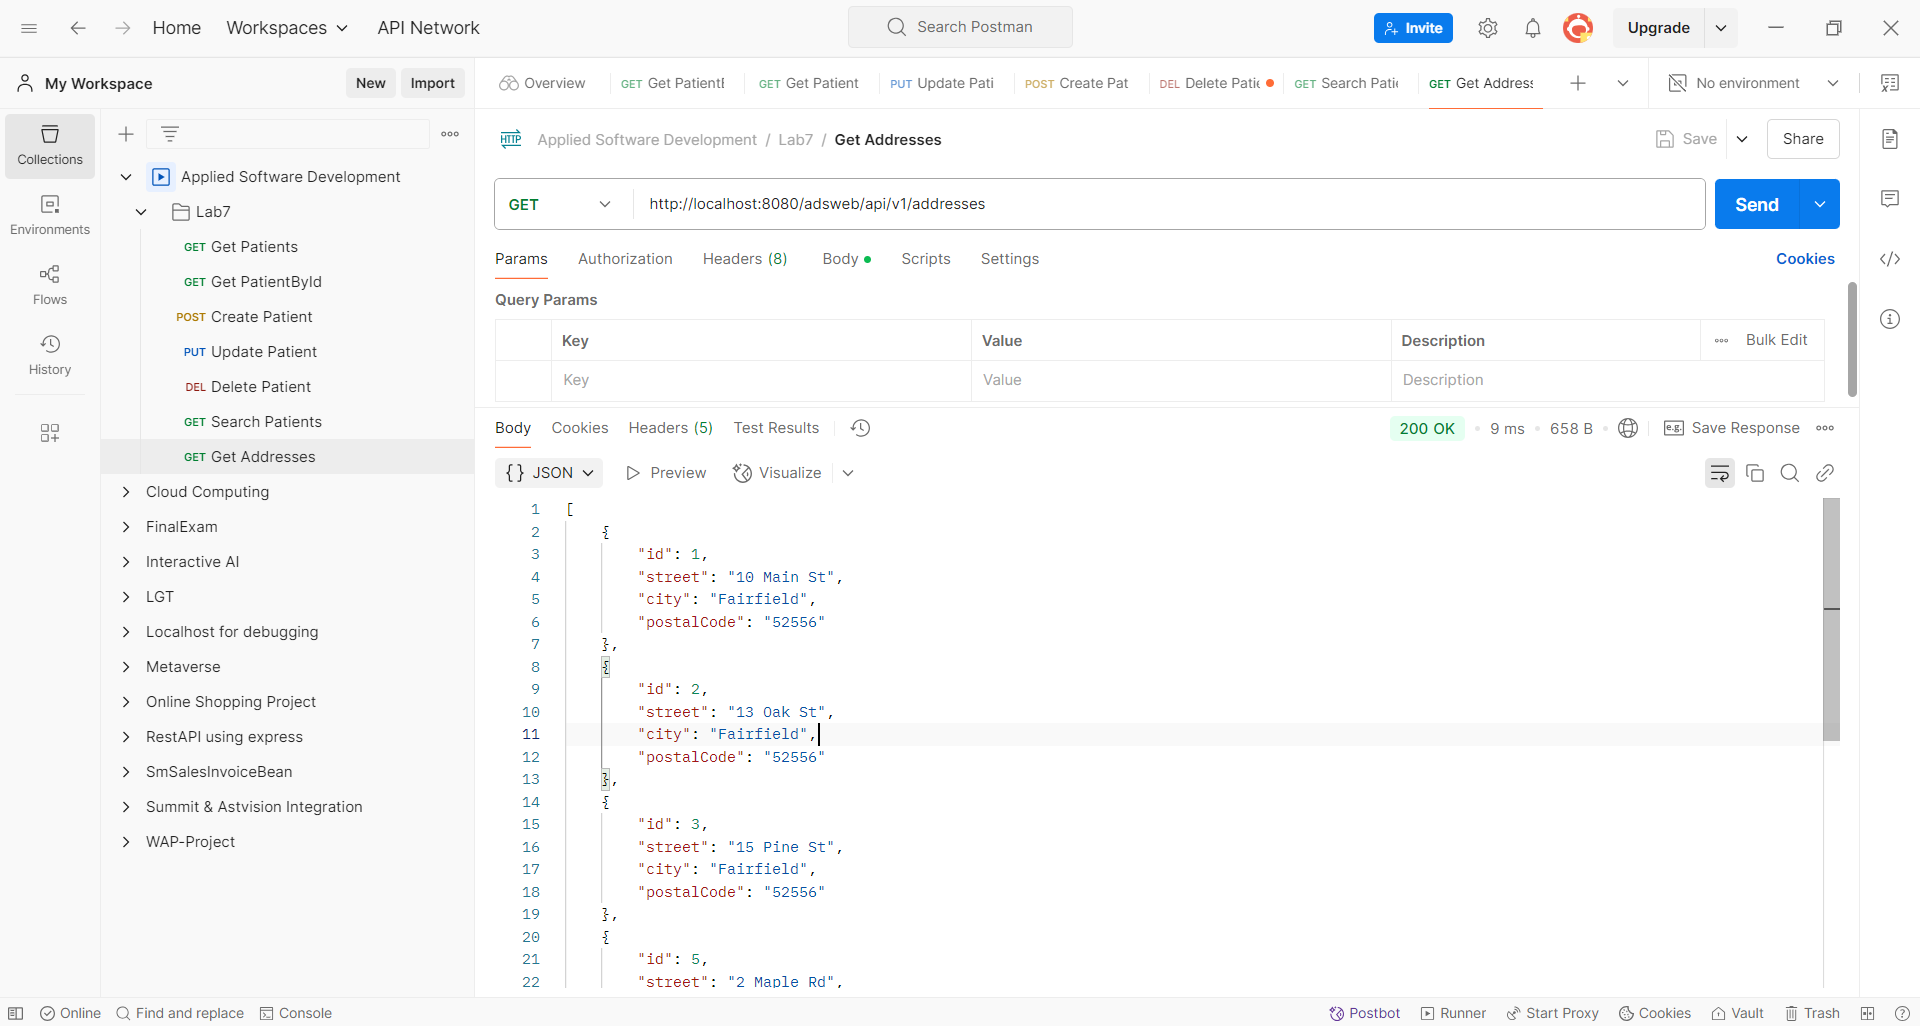 Home
Workspaces
API Network
Search Postman
Invite
Upgrade
My Workspace
New
Import
Overview
GET Get Patientl
GET Get Patient
PUT Update Pati
POST Create Pat
DEL Delete Patie
GET Search Patie
GET Get Address
No environment
Collections
Environments
Flows
History
Applied Software Development
Lab7
GET Get Patients
GET Get PatientById
POST Create Patient
PUT Update Patient
DEL Delete Patient
GET Search Patients
GET Get Addresses
Cloud Computing
FinalExam
Interactive AI
LGT
Localhost for debugging
Metaverse
Online Shopping Project
RestAPI using express
SmSalesInvoiceBean
Summit & Astvision Integration
WAP-Project
HTTP
Applied Software Development / Lab7 / Get Addresses
Save
Share
GET
http://localhost:8080/adsweb/api/v1/addresses
Send
Params
Authorization
Headers (8)
Body
Scripts
Settings
Cookies
Query Params
Key
Value
Description
Bulk Edit
Key
Value
Description
Body
Cookies
Headers (5)
Test Results
200 OK
9 ms
658 B
e.g.
Save Response
{} JSON
Preview
Visualize
1 [
2 {
3 "id": 1,
4 "street": "10 Main St",
5 "city": "Fairfield",
6 "postalCode": "52556"
7 },
8 {
9 "id": 2,
10 "street": "13 Oak St",
11 "city": "Fairfield",
12 "postalCode": "52556"
13 },
14 {
15 "id": 3,
16 "street": "15 Pine St",
17 "city": "Fairfield",
18 "postalCode": "52556"
19 },
20 {
21 "id": 5,
22 "street": "2 Maple Rd",
Online
Find and replace
Console
Postbot
Runner
Start Proxy
Cookies
Vault
Trash